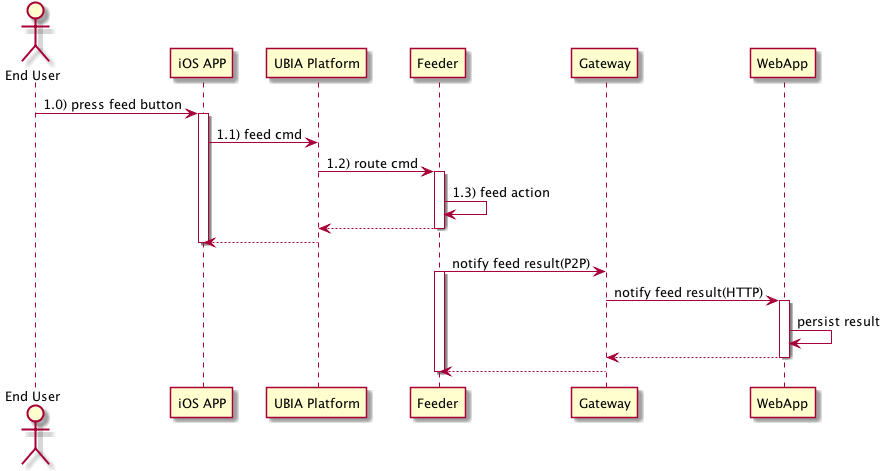 End User
iOS APP
UBIA Platform
Feeder
Gateway
WebApp
1.0) press feed button
1.1) feed cmd
1.2) route cmd
1.3) feed action
notify feed result(P2P)
notify feed result(HTTP)
persist result
End User
iOS APP
UBIA Platform
Feeder
Gateway
WebApp